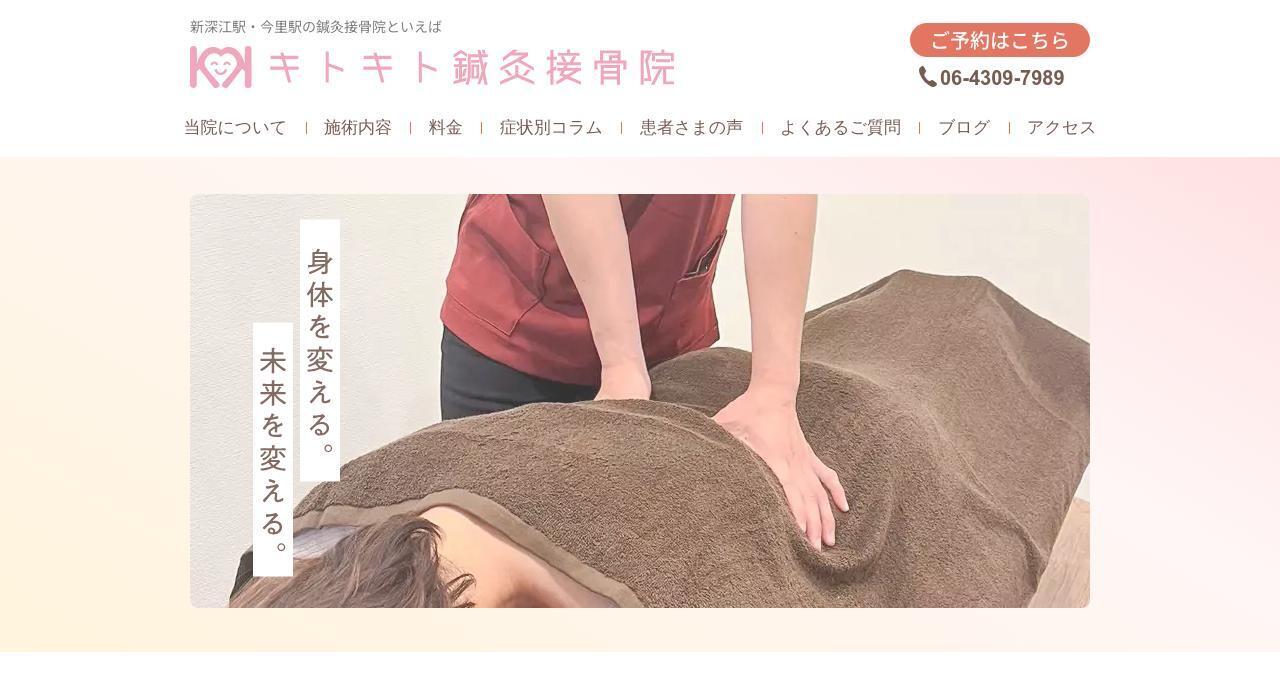 新深江駅・今里駅の鍼灸接骨院といえば
キトキト鍼灸接骨院
ご予約はこちら
06-4309-7989
当院について
施術内容
料金
症状別コラム
患者さまの声
よくあるご質問
ブログ
アクセス
身体を変える。
未来を変える。